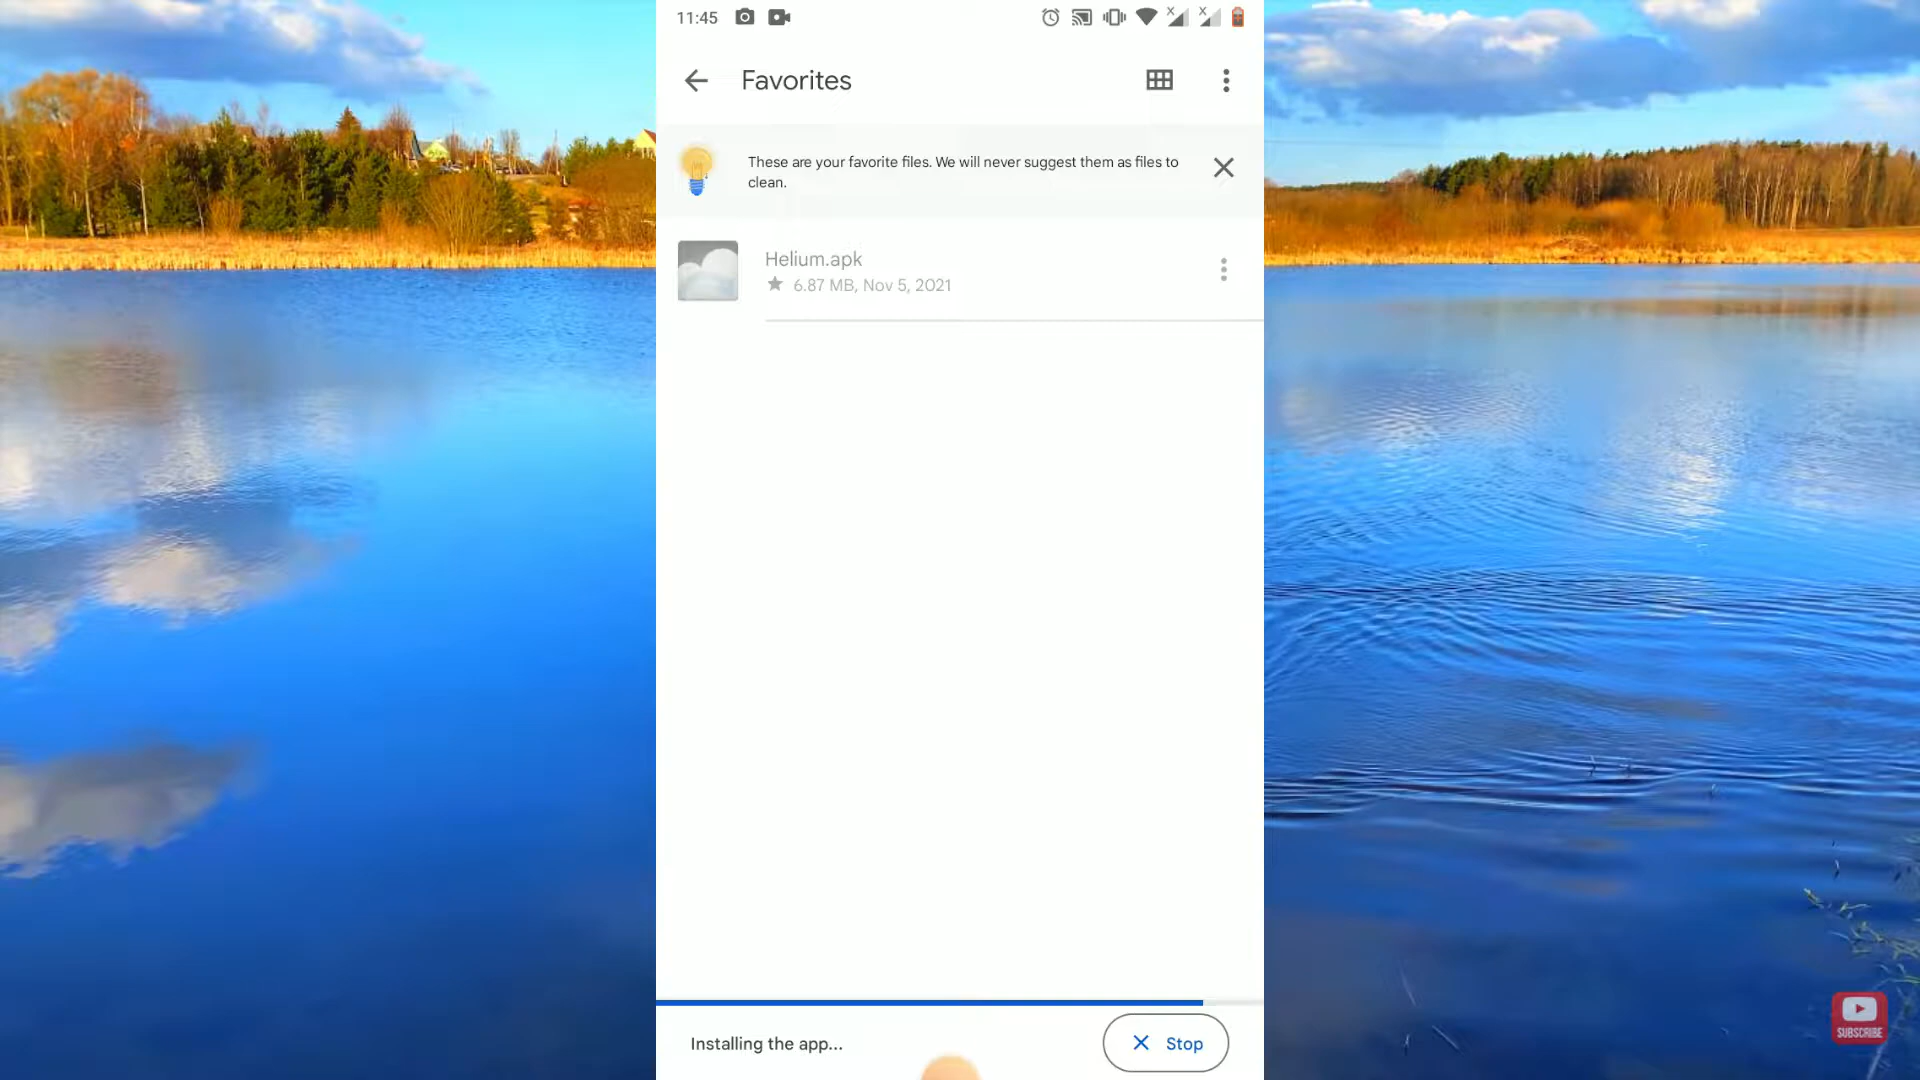 11:45
Favorites
These are your favorite files. We will never suggest them as files to
clean.
Helium.apk
6.87 MB, Nov 5, 2021
Installing the app...
Stop
SUBSCRIBE